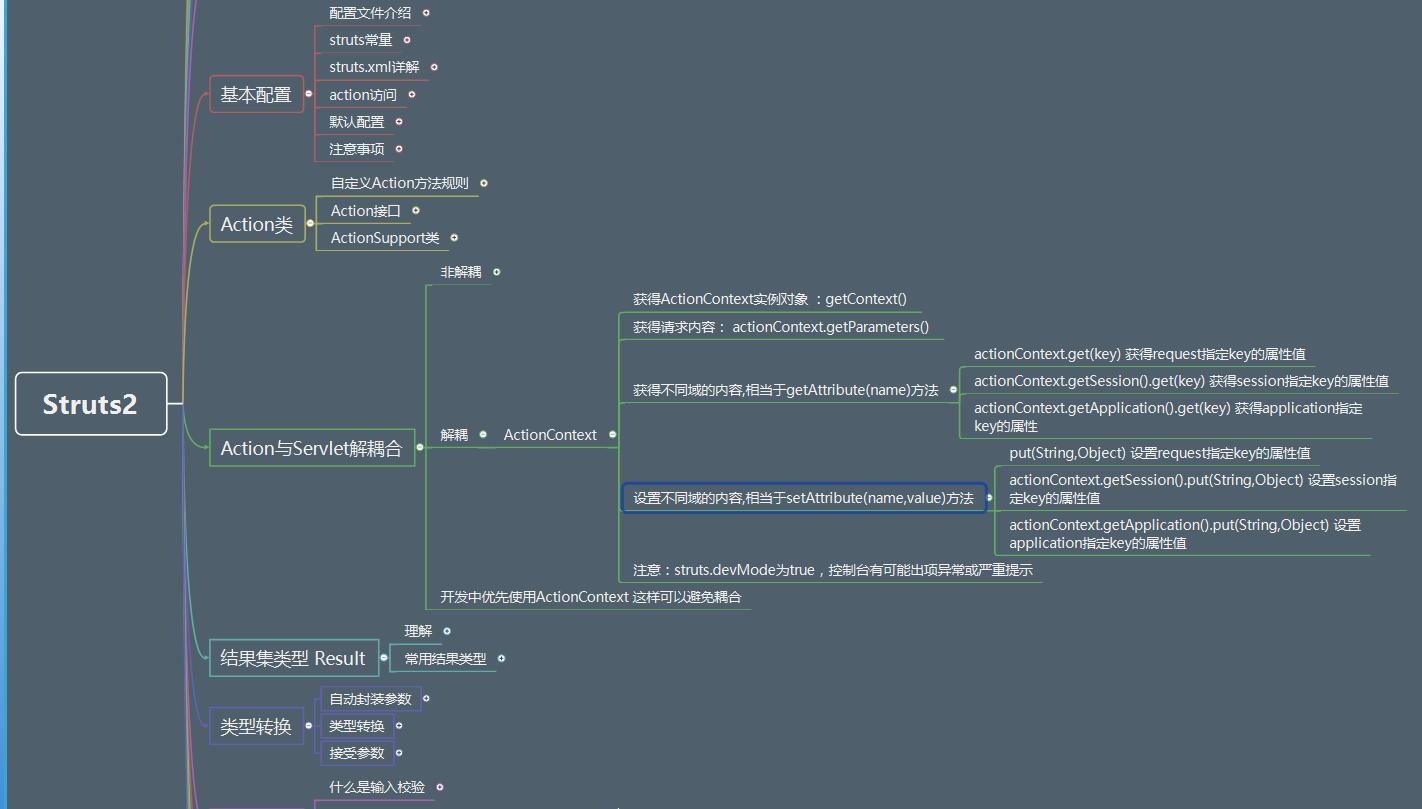 配置文件介绍
struts常量
struts.xml详解
基本配置
action访问
默认配置
注意事项
自定义Action方法规则
Action接口
Action类
ActionSupport类
非解耦
获得ActionContext实例对象 ：getContext()
获得请求内容： actionContext.getParameters()
actionContext.get(key) 获得request指定key的属性值
获得不同域的内容,相当于getAttribute(name)方法
actionContext.getSession().get(key) 获得session指定key的属性值
actionContext.getApplication().get(key) 获得application指定
key的属性
Struts2
Action与Servlet解耦合
解耦
ActionContext
put(String,Object) 设置request指定key的属性值
设置不同域的内容,相当于setAttribute(name,value)方法
actionContext.getSession().put(String,Object) 设置session指
定key的属性值
actionContext.getApplication().put(String,Object) 设置
application指定key的属性值
注意：struts.devMode为true，控制台有可能出项异常或严重提示
开发中优先使用ActionContext 这样可以避免耦合
理解
结果集类型 Result
常用结果类型
自动封装参数
类型转换
类型转换
接受参数
什么是输入校验